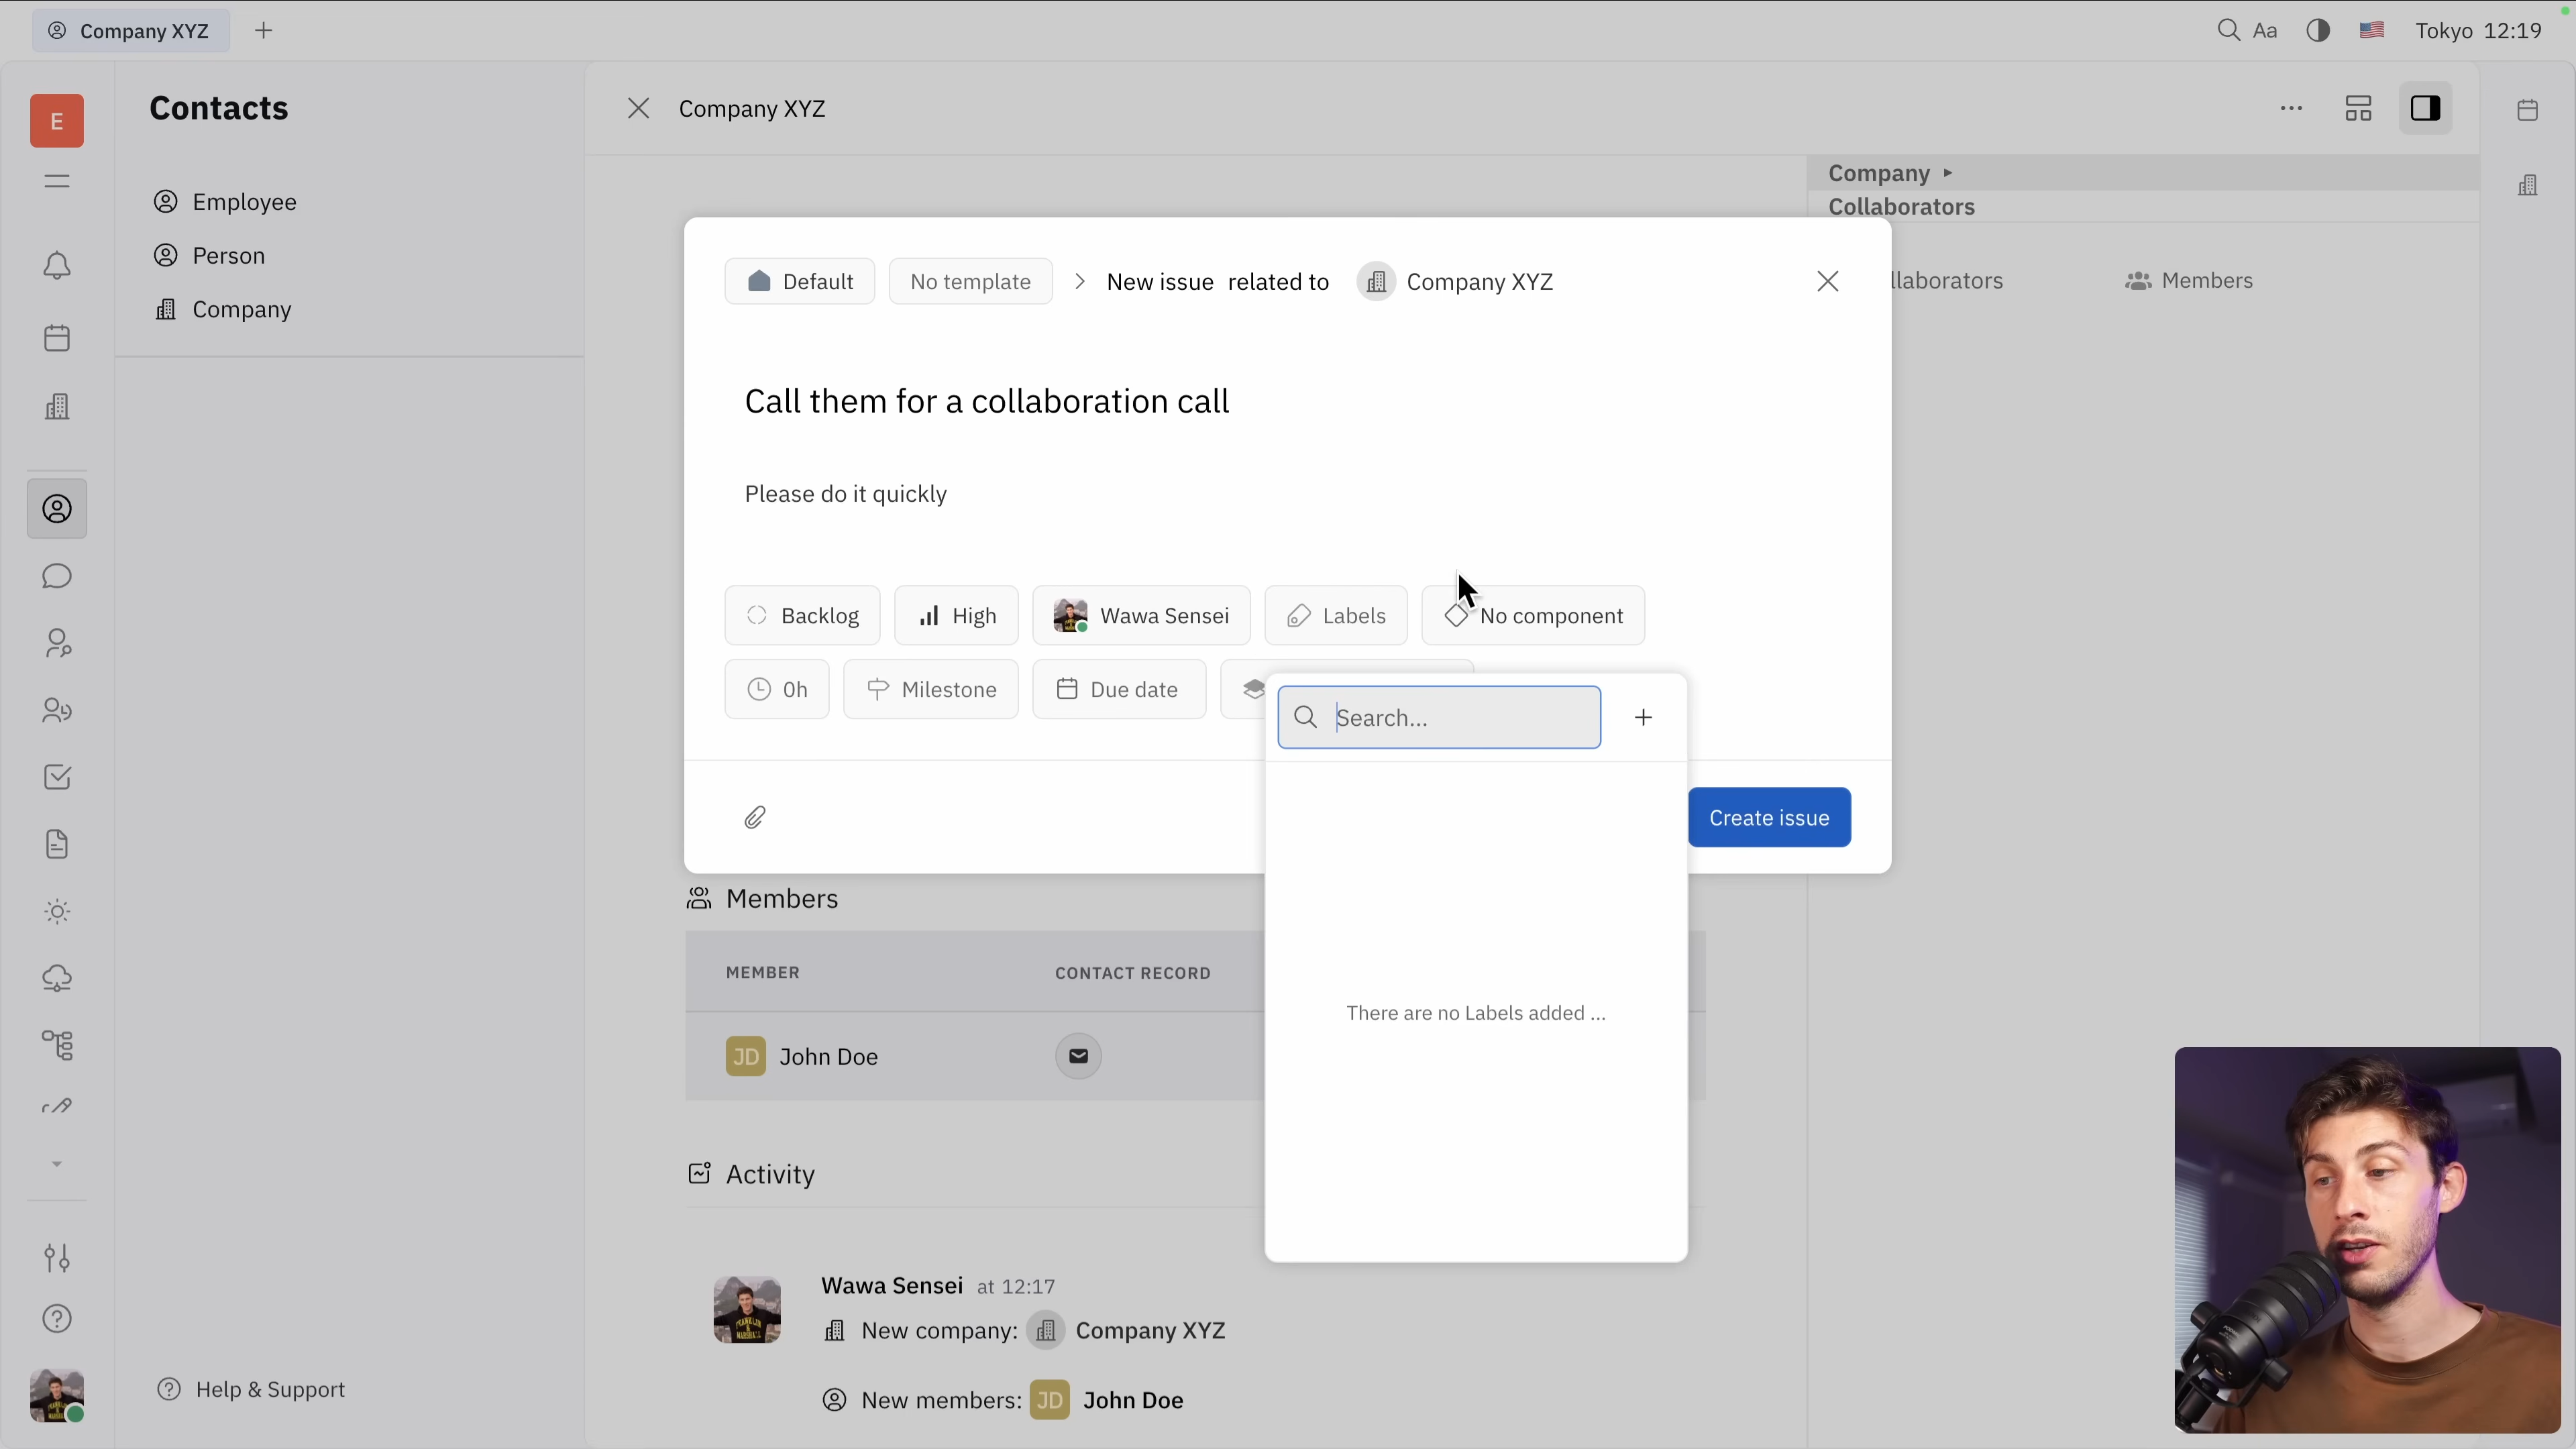 Company XYZ
Aa
Tokyo 12:19
E
Contacts
Employee
Person
Company
Help & Support
Company XYZ
Company
Collaborators
llaborators
Members
Default
No template
New issue related to
Company XYZ
Call them for a collaboration call
Please do it quickly
Backlog
High
Wawa Sensei
Labels
No component
0h
Milestone
Due date
Search...
There are no Labels added ...
Create issue
Members
MEMBER
CONTACT RECORD
JD John Doe
Activity
Wawa Sensei at 12:17
New company: Company XYZ
New members: JD John Doe